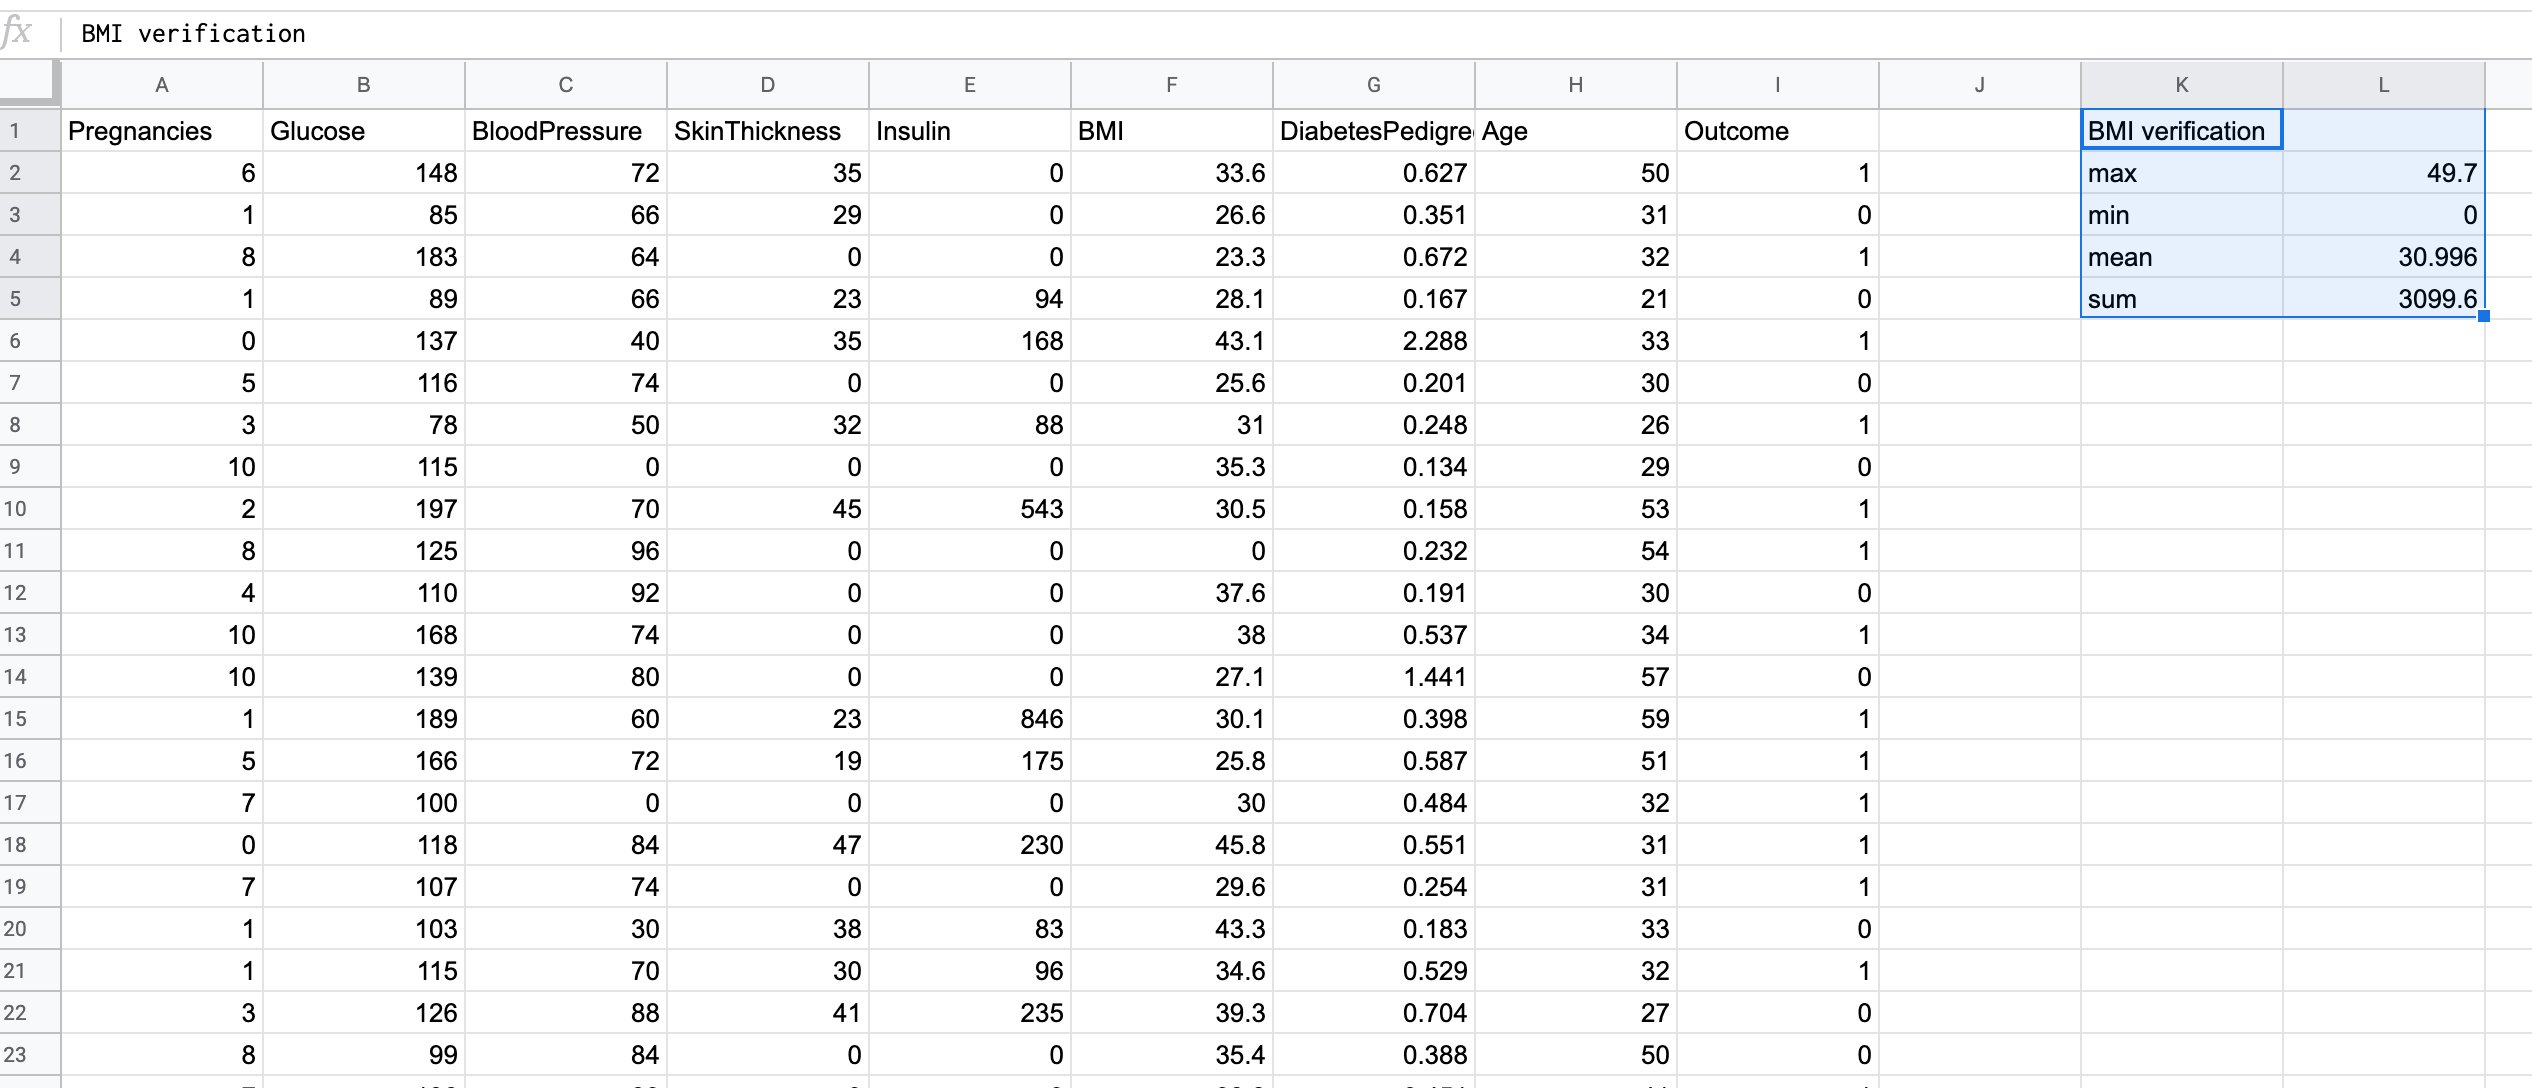 fx BMI verification
A B C D E F G H I J K L
1 Pregnancies Glucose BloodPressure SkinThickness Insulin BMI DiabetesPedigre Age Outcome BMI verification
2 6 148 72 35 0 33.6 0.627 50 1 max 49.7
3 1 85 66 29 0 26.6 0.351 31 0 min 0
4 8 183 64 0 0 23.3 0.672 32 1 mean 30.996
5 1 89 66 23 94 28.1 0.167 21 0 sum 3099.6
6 0 137 40 35 168 43.1 2.288 33 1
7 5 116 74 0 0 25.6 0.201 30 0
8 3 78 50 32 88 31 0.248 26 1
9 10 115 0 0 0 35.3 0.134 29 0
10 2 197 70 45 543 30.5 0.158 53 1
11 8 125 96 0 0 0 0.232 54 1
12 4 110 92 0 0 37.6 0.191 30 0
13 10 168 74 0 0 38 0.537 34 1
14 10 139 80 0 0 27.1 1.441 57 0
15 1 189 60 23 846 30.1 0.398 59 1
16 5 166 72 19 175 25.8 0.587 51 1
17 7 100 0 0 0 30 0.484 32 1
18 0 118 84 47 230 45.8 0.551 31 1
19 7 107 74 0 0 29.6 0.254 31 1
20 1 103 30 38 83 43.3 0.183 33 0
21 1 115 70 30 96 34.6 0.529 32 1
22 3 126 88 41 235 39.3 0.704 27 0
23 8 99 84 0 0 35.4 0.388 50 0